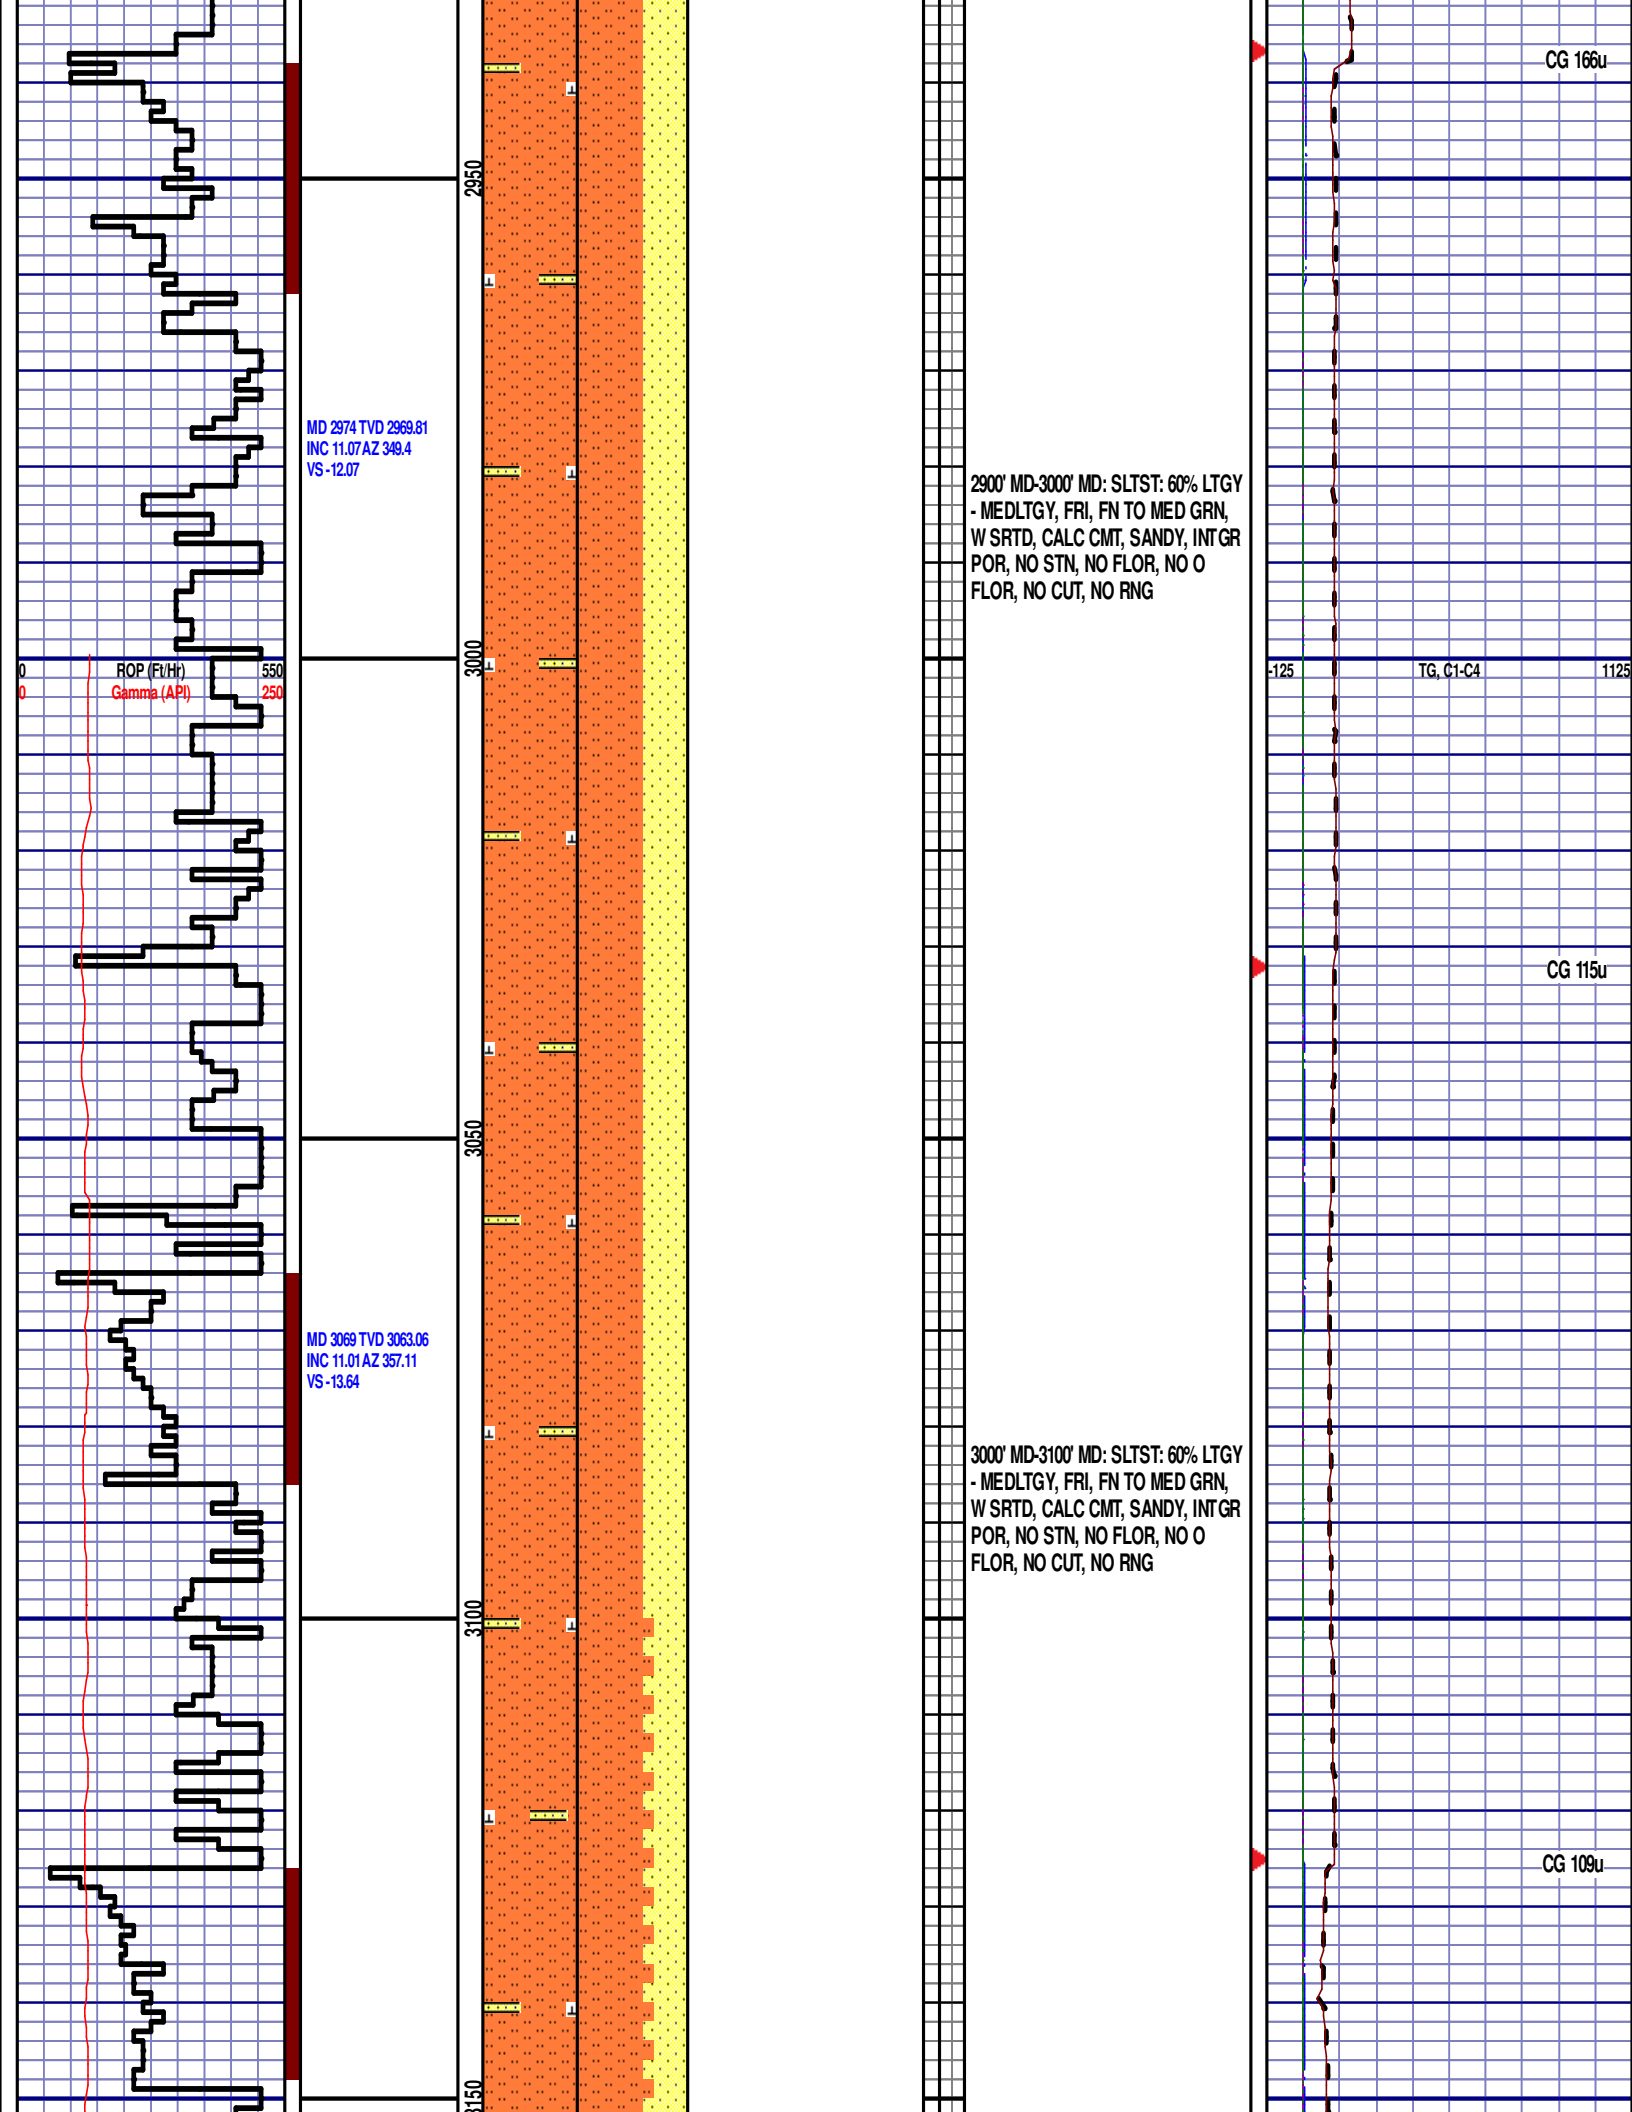 CG 166u
2950
MD 2974 TVD 2969.81
INC 11.07 AZ 349.4
VS -12.07
2900' MD-3000' MD: SLTST: 60% LTGY
- MEDLTGY, FRI, FN TO MED GRN,
W SRTD, CALC CMT, SANDY, INTGR
POR, NO STN, NO FLOR, NO O
FLOR, NO CUT, NO RNG
3000
0 ROP (Ft/Hr) 550
0 Gamma (API) 250
-125 TG, C1-C4 1125
CG 115u
3050
MD 3069 TVD 3063.06
INC 11.01 AZ 357.11
VS -13.64
3000' MD-3100' MD: SLTST: 60% LTGY
- MEDLTGY, FRI, FN TO MED GRN,
W SRTD, CALC CMT, SANDY, INTGR
POR, NO STN, NO FLOR, NO O
FLOR, NO CUT, NO RNG
3100
CG 109u
3150